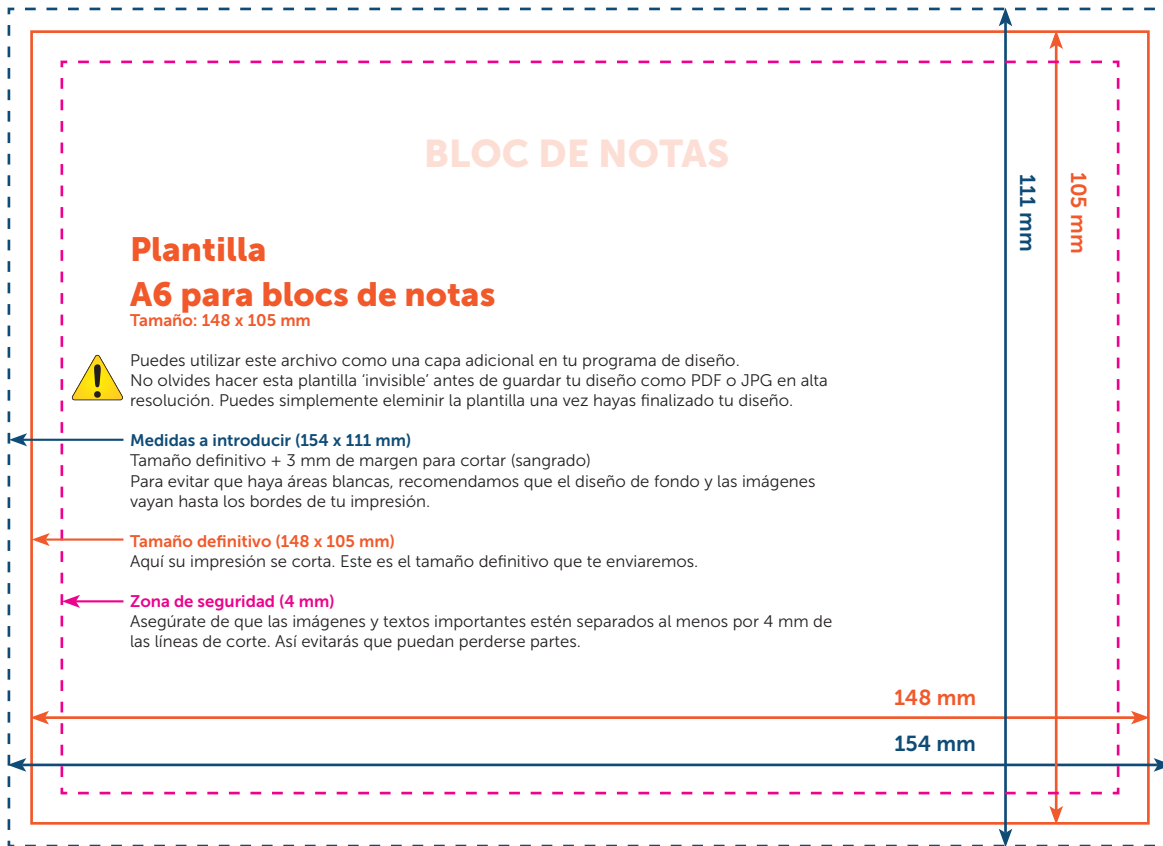 BLOC DE NOTAS
111 mm
105 mm
Plantilla
A6 para blocs de notas
Tamaño: 148 x 105 mm
Puedes utilizar este archivo como una capa adicional en tu programa de diseño.
No olvides hacer esta plantilla ‘invisible’ antes de guardar tu diseño como PDF o JPG en alta
resolución. Puedes simplemente eleminir la plantilla una vez hayas finalizado tu diseño.
Medidas a introducir (154 x 111 mm)
Tamaño definitivo + 3 mm de margen para cortar (sangrado)
Para evitar que haya áreas blancas, recomendamos que el diseño de fondo y las imágenes
vayan hasta los bordes de tu impresión.
Tamaño definitivo (148 x 105 mm)
Aquí su impresión se corta. Este es el tamaño definitivo que te enviaremos.
Zona de seguridad (4 mm)
Asegúrate de que las imágenes y textos importantes estén separados al menos por 4 mm de
las líneas de corte. Así evitarás que puedan perderse partes.
148 mm
154 mm